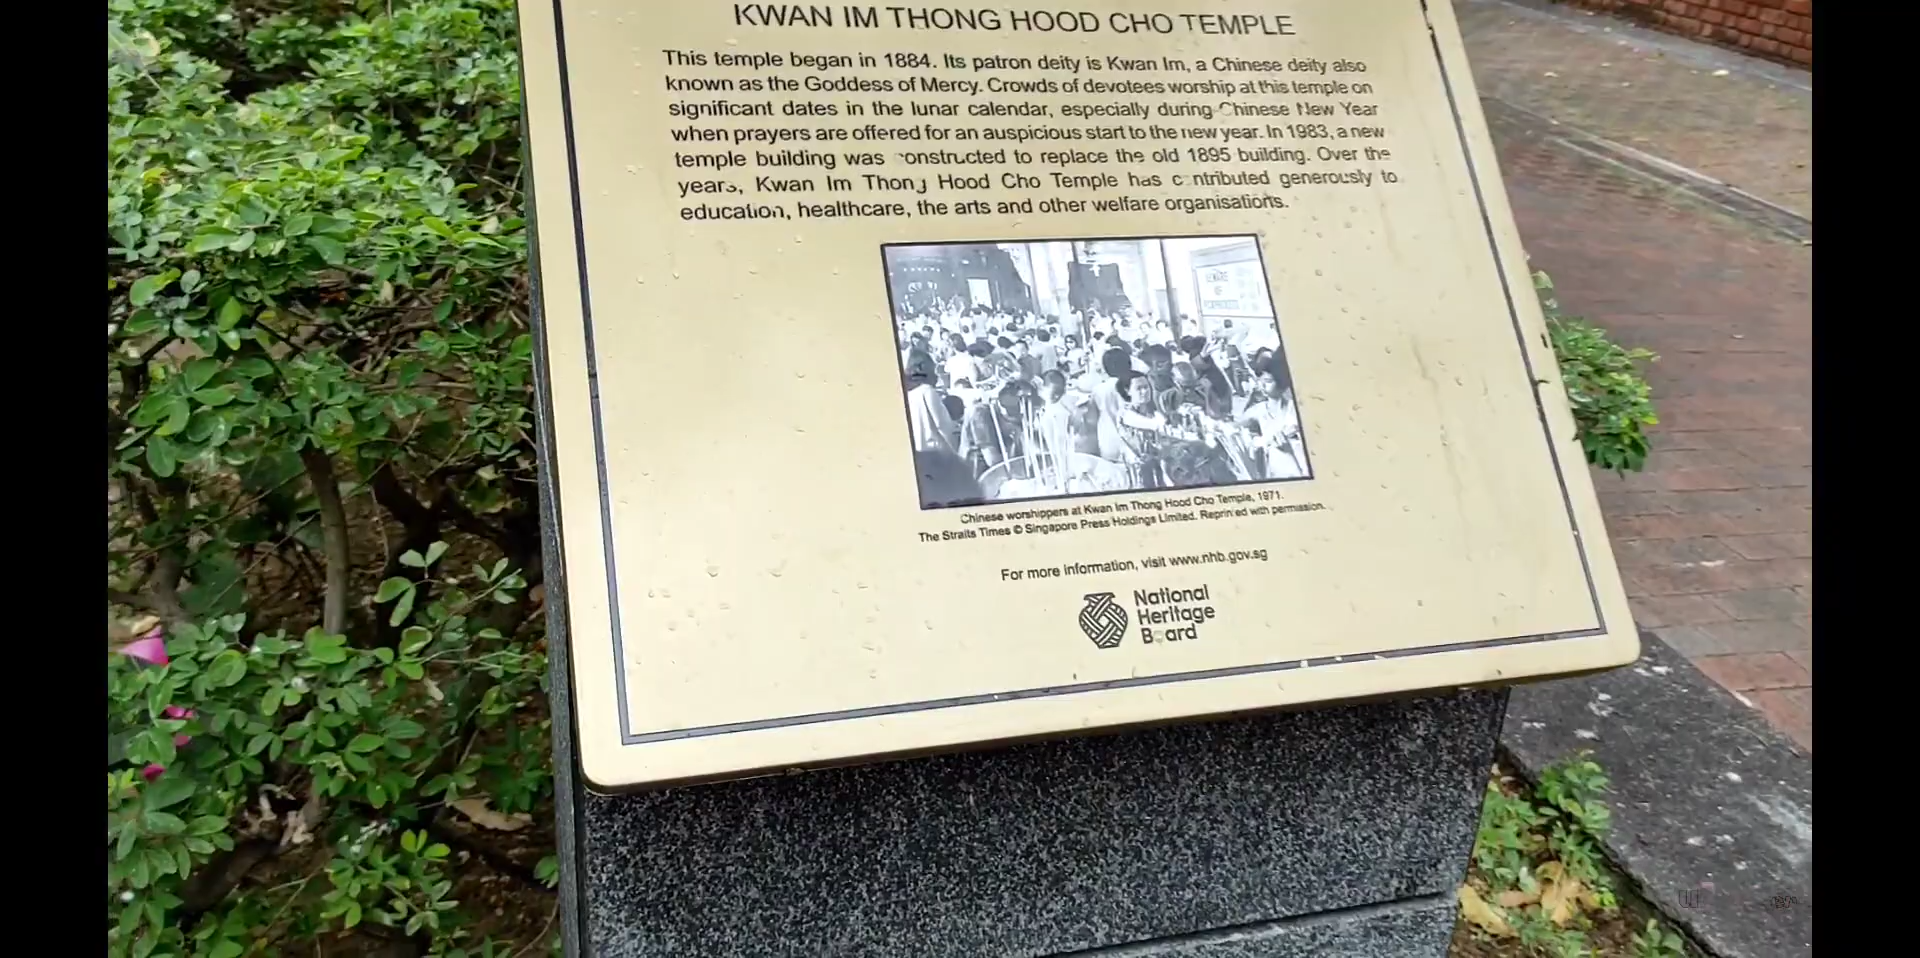 KWAN IM THONG HOOD CHO TEMPLE
This temple began in 1884. Its patron deity is Kwan Im, a Chinese deity also
known as the Goddess of Mercy. Crowds of devotees worship at this temple on
significant dates in the lunar calendar, especially during Chinese New Year
when prayers are offered for an auspicious start to the new year. In 1983, a new
temple building was constructed to replace the old 1895 building. Over the
years, Kwan Im Thong Hood Cho Temple has contributed generously to
education, healthcare, the arts and other welfare organisations.
BEWARE
OF
Chinese worshippers at Kwan Im Thong Hood Cho Temple, 1971.
The Straits Times © Singapore Press Holdings Limited. Reprinted with permission.
For more information, visit www.nhb.gov.sg
National
Heritage
Board